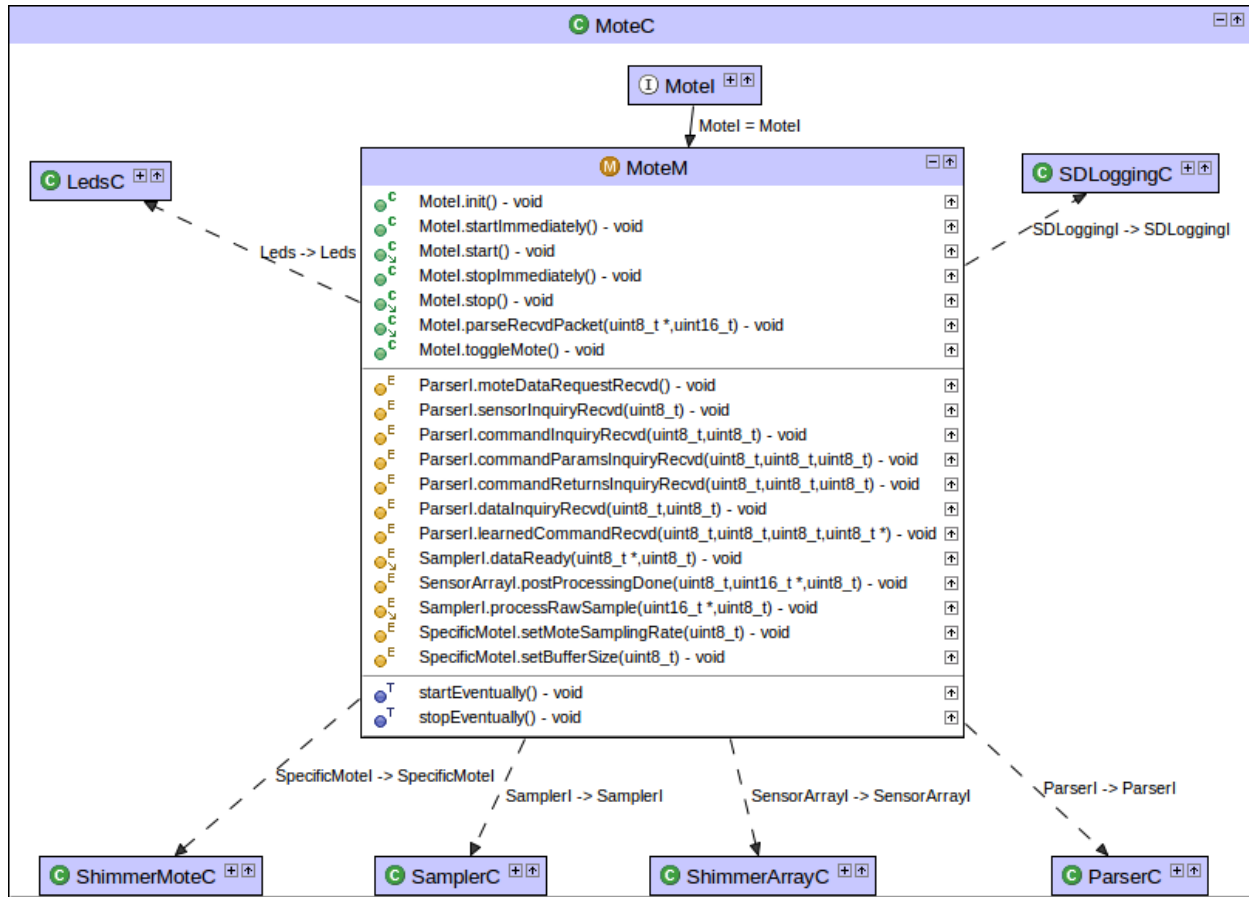 C MoteC
I MoteI
MoteI = MoteI
C LedsC
M MoteM
C SDLoggingC
Leds -> Leds
SDLoggingI -> SDLoggingI
C MoteI.init() - void
C MoteI.startImmediately() - void
C MoteI.start() - void
C MoteI.stopImmediately() - void
C MoteI.stop() - void
C MoteI.parseRecvdPacket(uint8_t *,uint16_t) - void
C MoteI.toggleMote() - void
E ParserI.moteDataRequestRecvd() - void
E ParserI.sensorInquiryRecvd(uint8_t) - void
E ParserI.commandInquiryRecvd(uint8_t,uint8_t) - void
E ParserI.commandParamsInquiryRecvd(uint8_t,uint8_t,uint8_t) - void
E ParserI.commandReturnsInquiryRecvd(uint8_t,uint8_t,uint8_t) - void
E ParserI.dataInquiryRecvd(uint8_t,uint8_t) - void
E ParserI.learnedCommandRecvd(uint8_t,uint8_t,uint8_t,uint8_t *) - void
E SamplerI.dataReady(uint8_t *,uint8_t) - void
E SensorArrayI.postProcessingDone(uint8_t,uint16_t *,uint8_t) - void
E SamplerI.processRawSample(uint16_t *,uint8_t) - void
E SpecificMoteI.setMoteSamplingRate(uint8_t) - void
E SpecificMoteI.setBufferSize(uint8_t) - void
T startEventually() - void
T stopEventually() - void
SpecificMoteI -> SpecificMoteI
SamplerI -> SamplerI
SensorArrayI -> SensorArrayI
ParserI -> ParserI
C ShimmerMoteC
C SamplerC
C ShimmerArrayC
C ParserC